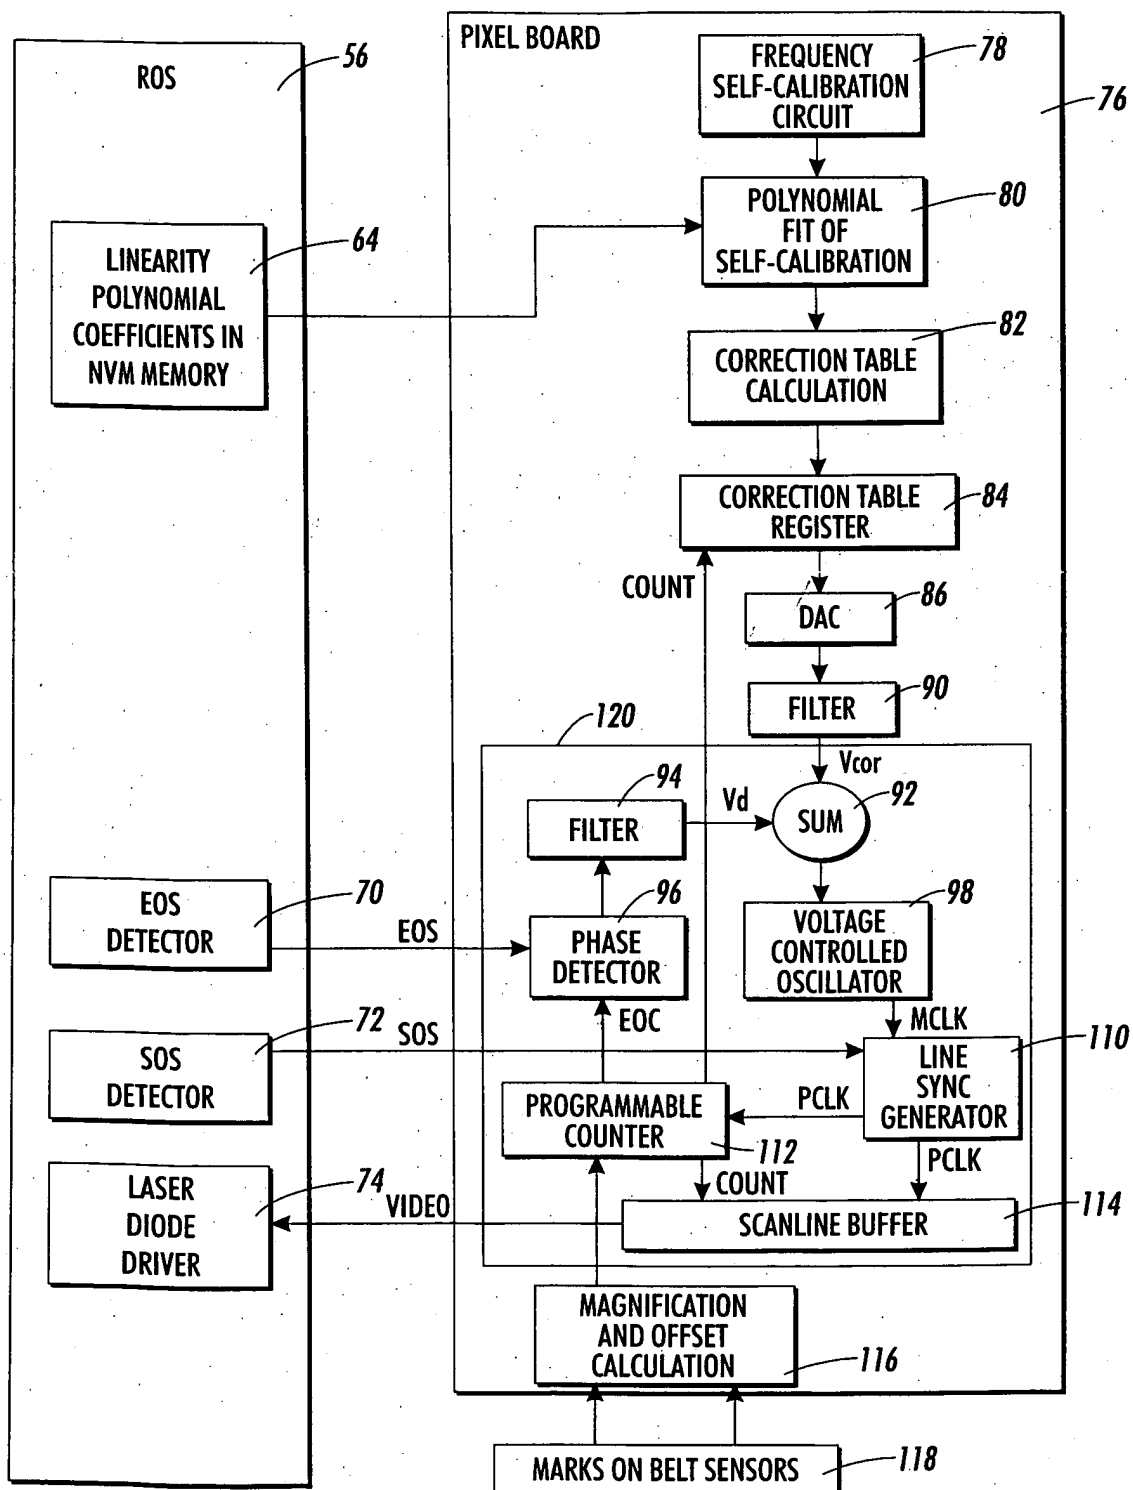 ROS
56
LINEARITY
POLYNOMIAL
COEFFICIENTS IN
NVM MEMORY
64
EOS
DETECTOR
70
EOS
SOS
DETECTOR
72
SOS
LASER
DIODE
DRIVER
74
VIDEO
PIXEL BOARD
76
FREQUENCY
SELF-CALIBRATION
CIRCUIT
78
POLYNOMIAL
FIT OF
SELF-CALIBRATION
80
CORRECTION TABLE
CALCULATION
82
CORRECTION TABLE
REGISTER
84
COUNT
DAC
86
FILTER
90
120
Vcor
FILTER
94
Vd
SUM
92
PHASE
DETECTOR
96
VOLTAGE
CONTROLLED
OSCILLATOR
98
EOC
MCLK
LINE
SYNC
GENERATOR
110
PROGRAMMABLE
COUNTER
112
PCLK
COUNT
PCLK
SCANLINE BUFFER
114
MAGNIFICATION
AND OFFSET
CALCULATION
116
MARKS ON BELT SENSORS
118